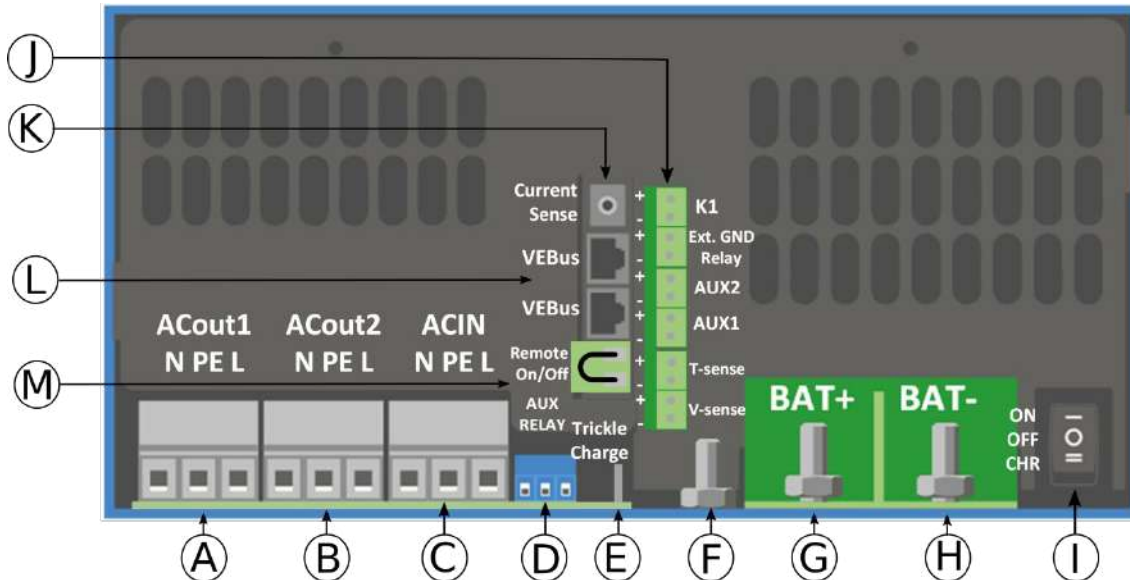 J
K
Current
Sense
+
-
K1
VEBus
+
-
Ext. GND
Relay
L
VEBus
+
-
AUX2
+
-
AUX1
ACout1
N PE L
ACout2
N PE L
ACIN
N PE L
M
Remote
On/Off
+
-
T-sense
AUX
RELAY
Trickle
Charge
+
-
V-sense
BAT+
BAT-
ON
OFF
CHR
A
B
C
D
E
F
G
H
I